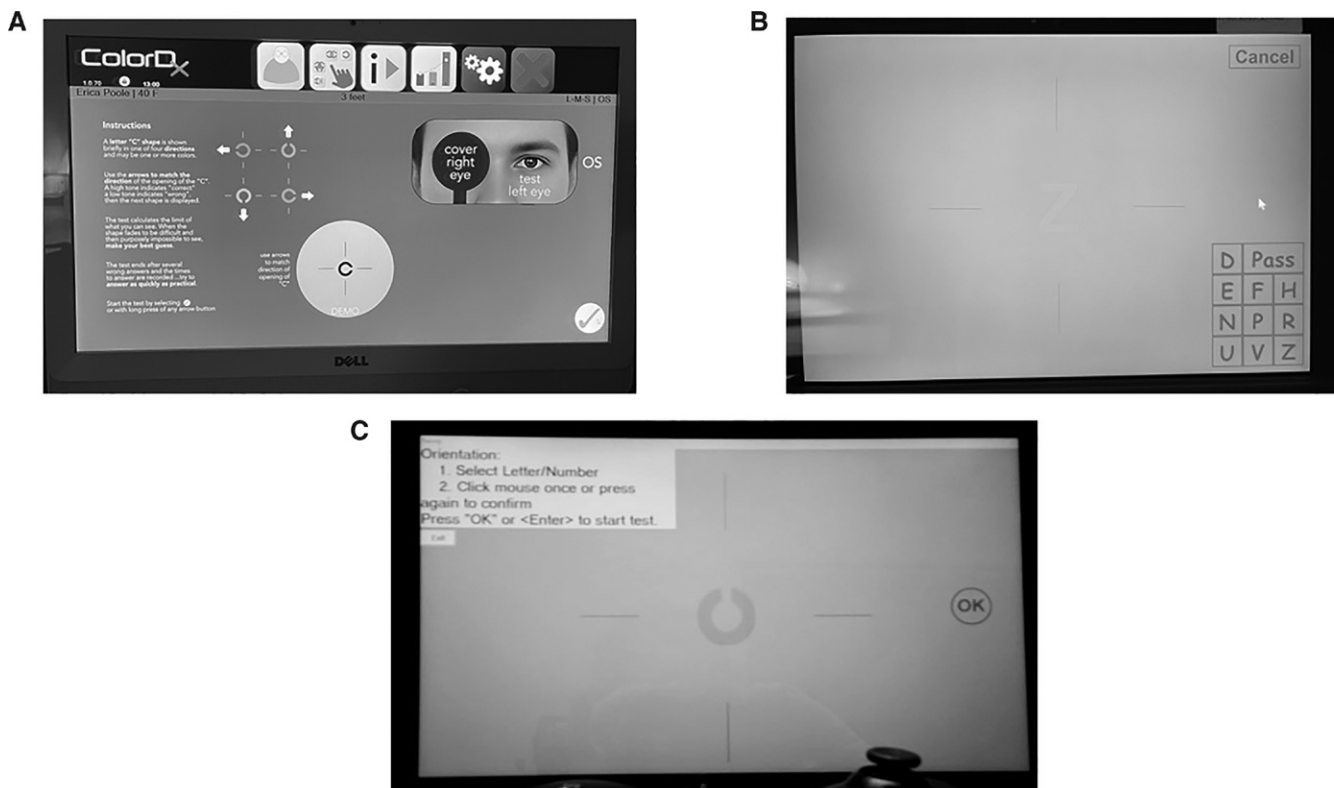 A
ColorDx
1.0.70 13:00
Erica Poole | 40 F
3 feet
L-M-S | OS
Instructions
A letter "C" shape is shown
briefly in one of four directions
and may be one or more colors.
Use the arrows to match the
direction of the opening of the "C".
A high tone indicates "correct"
a low tone indicates "wrong",
then the next shape is displayed.
The test calculates the limit of
what you can see. When the
shape fades to be difficult and
then purposely impossible to see,
make your best guess.
The test ends after several
wrong answers and the times
to answer are recorded ...try to
answer as quickly as practical.
Start the test by selecting
or with long press of any arrow button
use arrows
to match
direction of
opening of
"C"
C
DEMO
cover
right
eye
test
left eye
OS
DELL
B
Cancel
Z
D Pass
E F H
N P R
U V Z
C
Orientation:
1. Select Letter/Number
2. Click mouse once or press
again to confirm
Press "OK" or <Enter> to start test.
Exit
OK